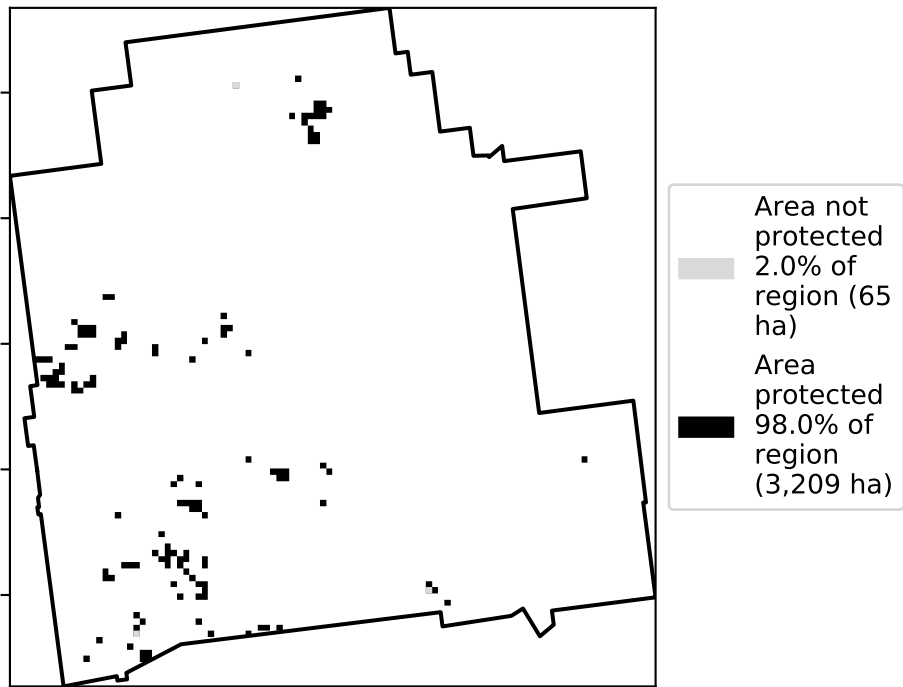 Area not
protected
2.0% of
region (65
ha)
Area
protected
98.0% of
region
(3,209 ha)